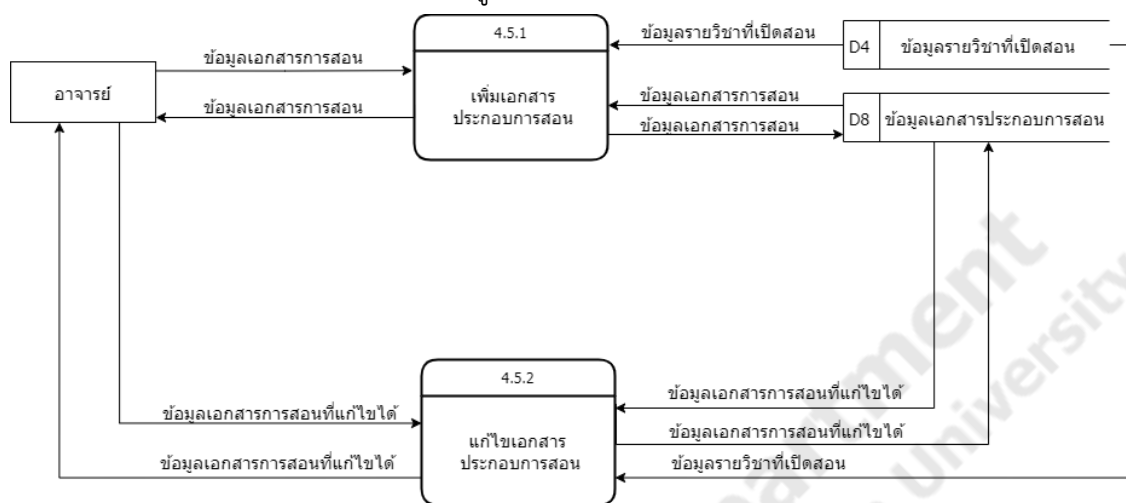 4.5.1
ข้อมูลรายวิชาที่เปิดสอน
D4
ข้อมูลรายวิชาที่เปิดสอน
ข้อมูลเอกสารการสอน
อาจารย์
เพิ่มเอกสาร
ประกอบการสอน
ข้อมูลเอกสารการสอน
ข้อมูลเอกสารการสอน
ข้อมูลเอกสารการสอน
D8
ข้อมูลเอกสารประกอบการสอน
4.5.2
ข้อมูลเอกสารการสอนที่แก้ไขได้
ข้อมูลเอกสารการสอนที่แก้ไขได้
แก้ไขเอกสาร
ประกอบการสอน
ข้อมูลเอกสารการสอนที่แก้ไขได้
ข้อมูลเอกสารการสอนที่แก้ไขได้
ข้อมูลรายวิชาที่เปิดสอน
University